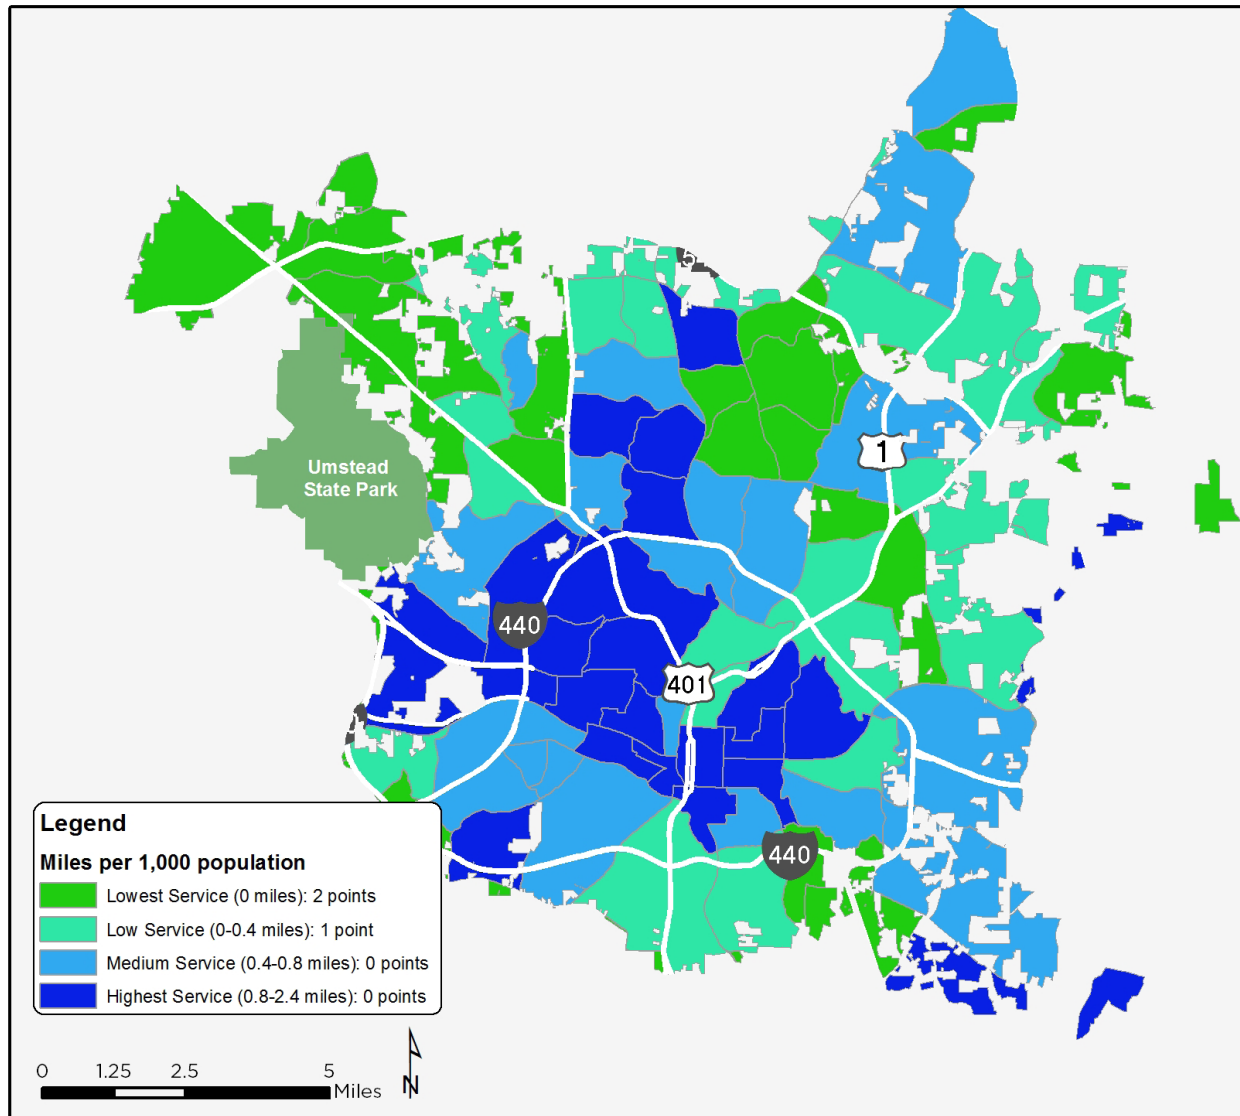 1
Umstead
State Park
440
401
440
Legend
Miles per 1,000 population
Lowest Service (0 miles): 2 points
Low Service (0-0.4 miles): 1 point
Medium Service (0.4-0.8 miles): 0 points
Highest Service (0.8-2.4 miles): 0 points
0 1.25 2.5 5
Miles
N